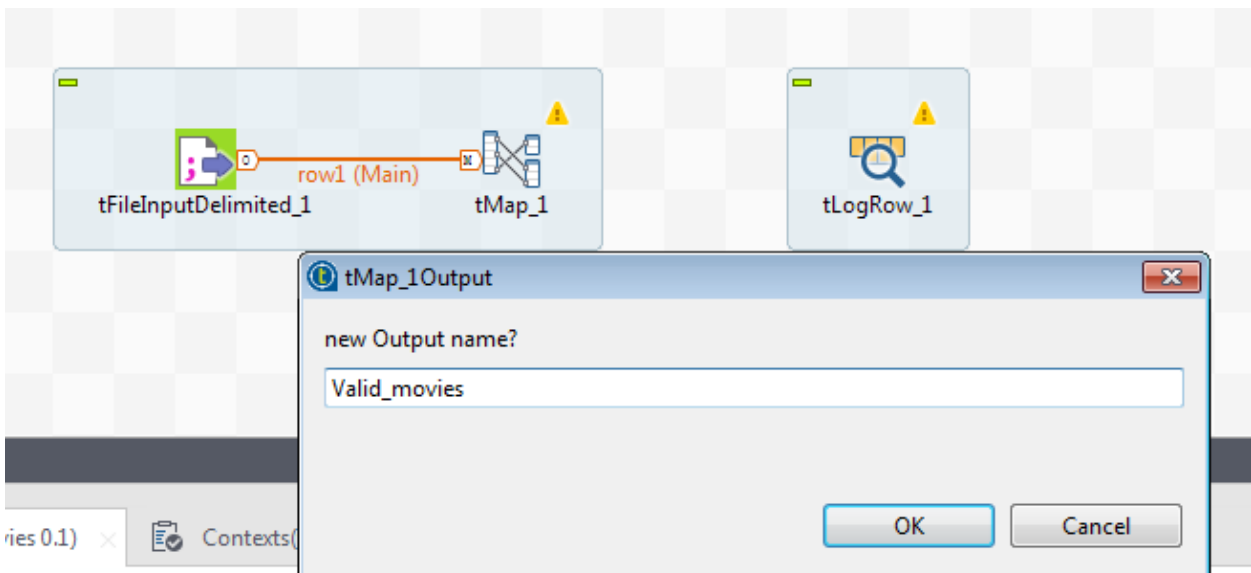 row1 (Main)
tFileInputDelimited_1
tMap_1
tLogRow_1
tMap_1Output
new Output name?
Valid_movies
OK
Cancel
vies 0.1)
Contexts(